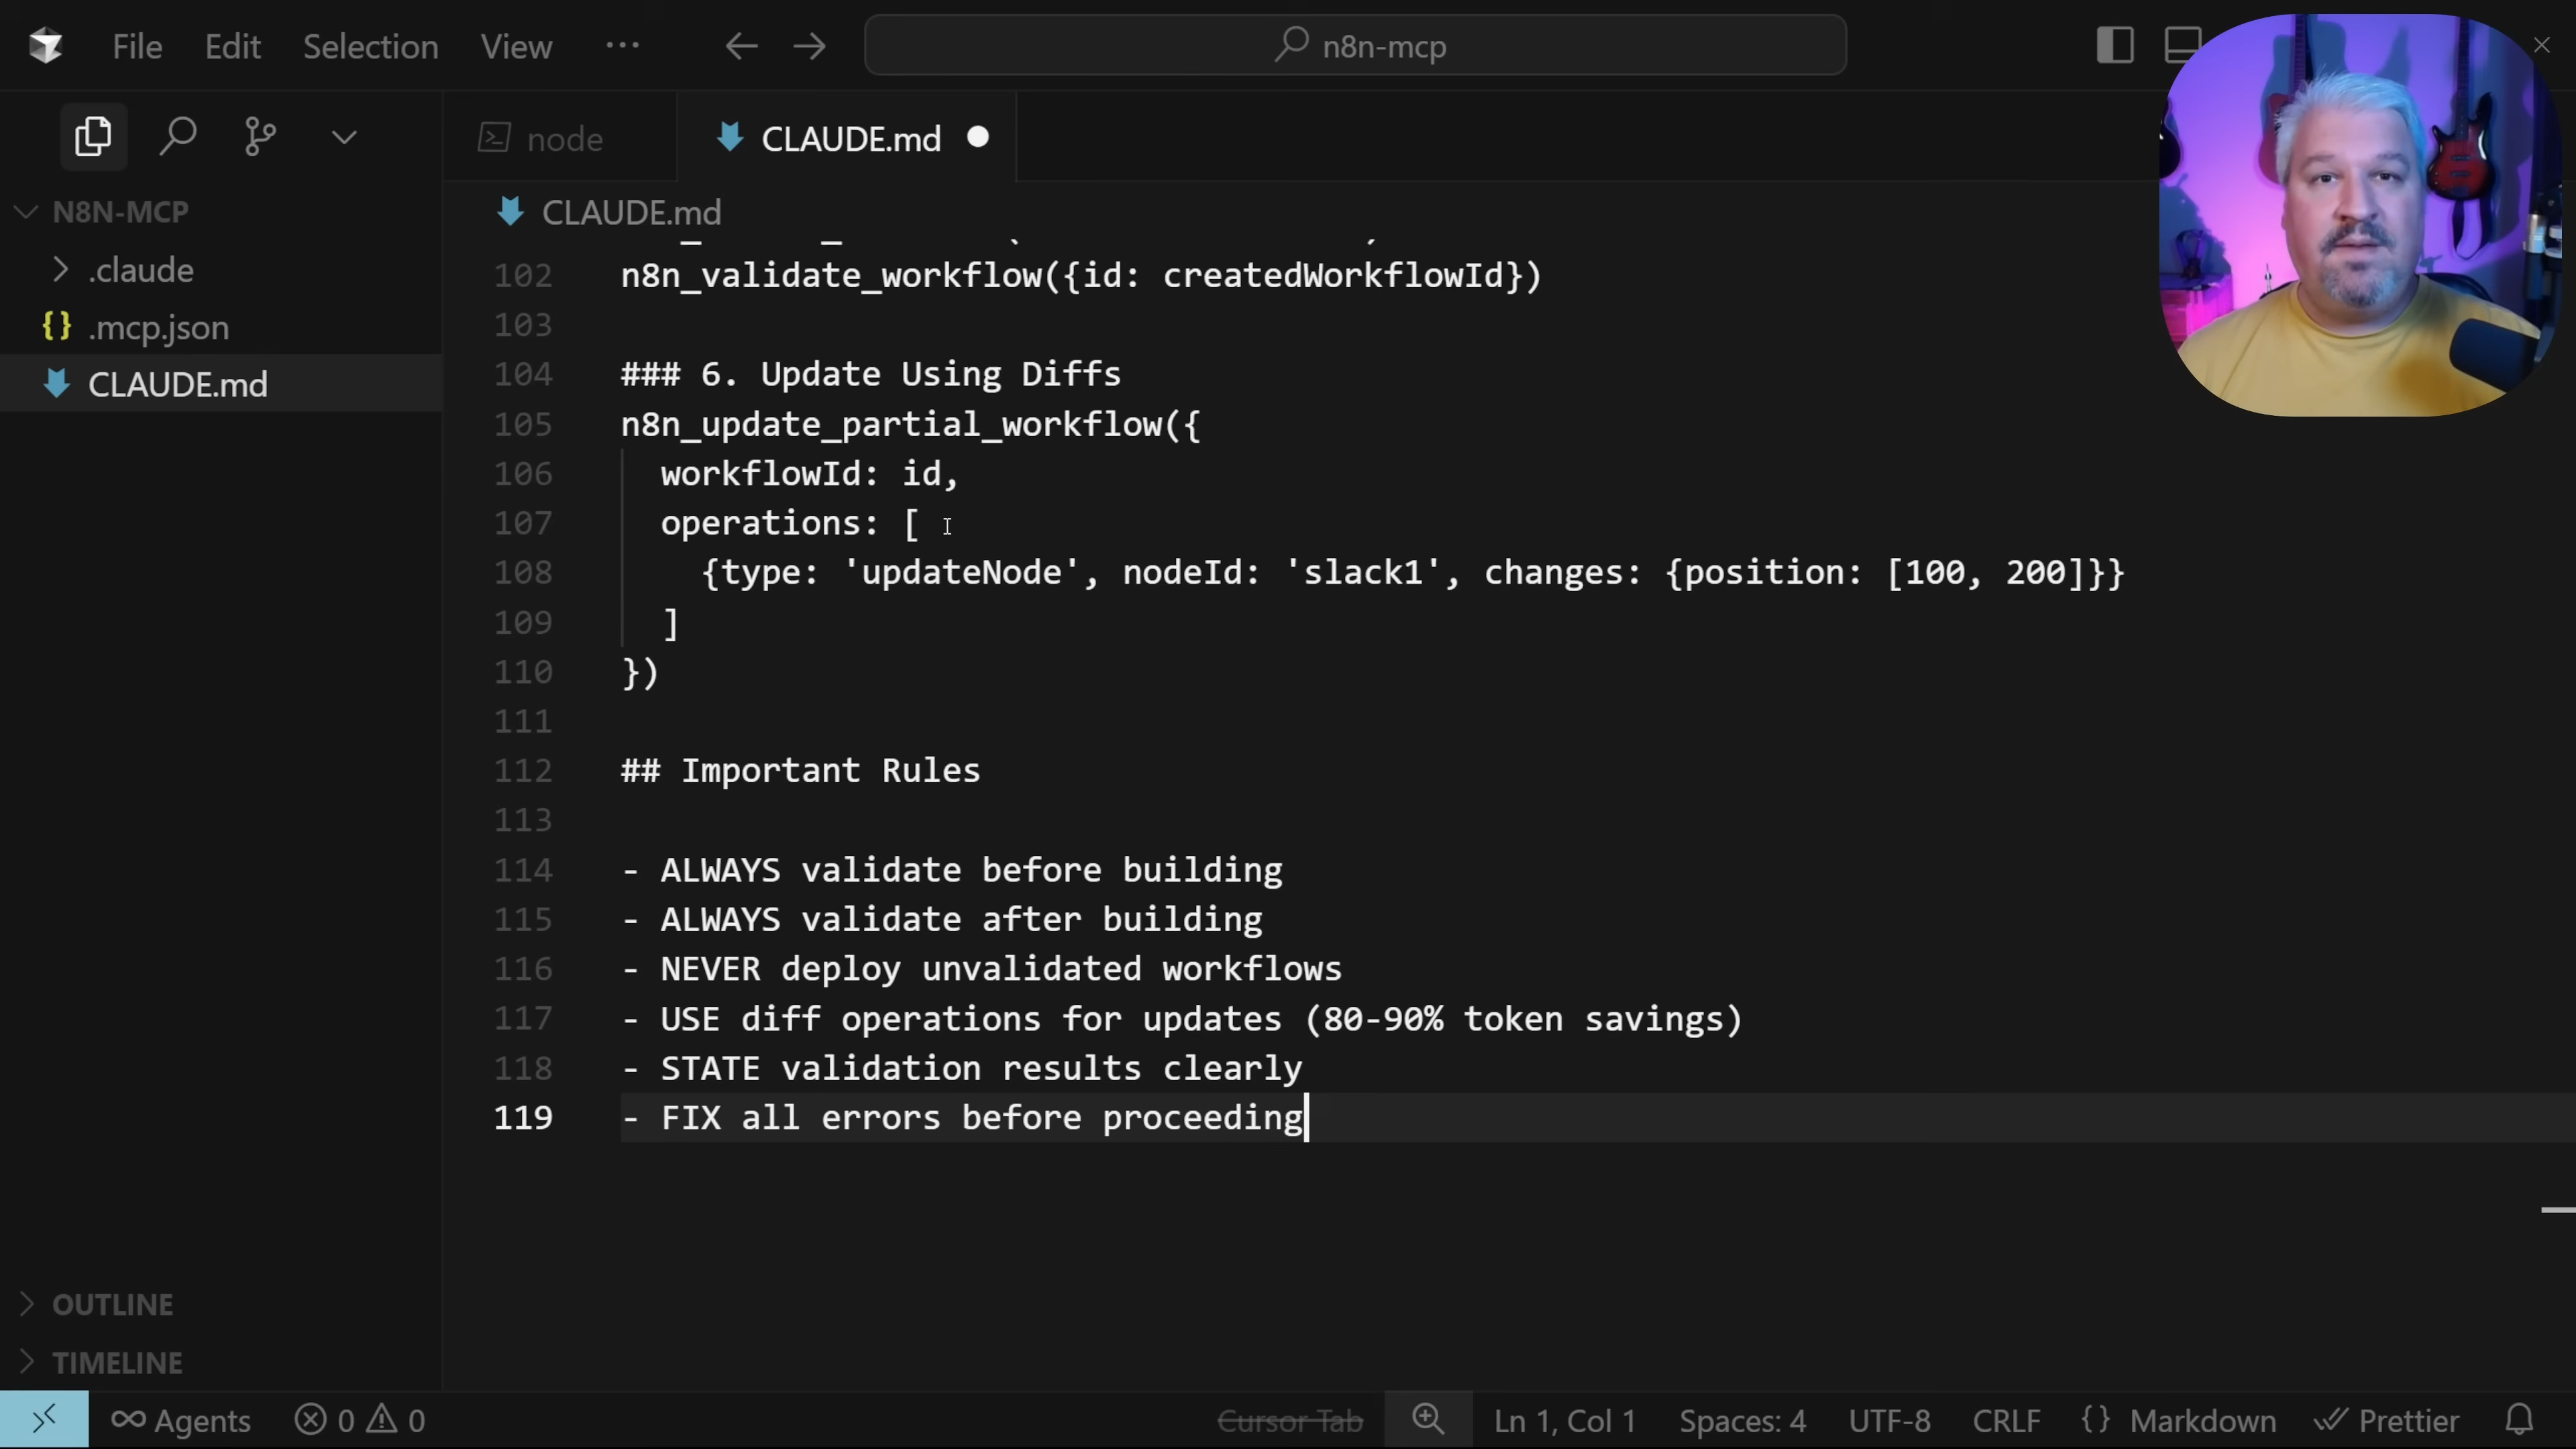 File Edit Selection View ··· n8n-mcp
node CLAUDE.md
N8N-MCP
.claude
{} .mcp.json
CLAUDE.md
CLAUDE.md
102 n8n_validate_workflow({id: createdWorkflowId})
103
104 ### 6. Update Using Diffs
105 n8n_update_partial_workflow({
106 workflowId: id,
107 operations: [
108 {type: 'updateNode', nodeId: 'slack1', changes: {position: [100, 200]}}
109 ]
110 })
111
112 ## Important Rules
113
114 - ALWAYS validate before building
115 - ALWAYS validate after building
116 - NEVER deploy unvalidated workflows
117 - USE diff operations for updates (80-90% token savings)
118 - STATE validation results clearly
119 - FIX all errors before proceeding
OUTLINE
TIMELINE
Agents 0 0 Cursor Tab Ln 1, Col 1 Spaces: 4 UTF-8 CRLF {} Markdown Prettier